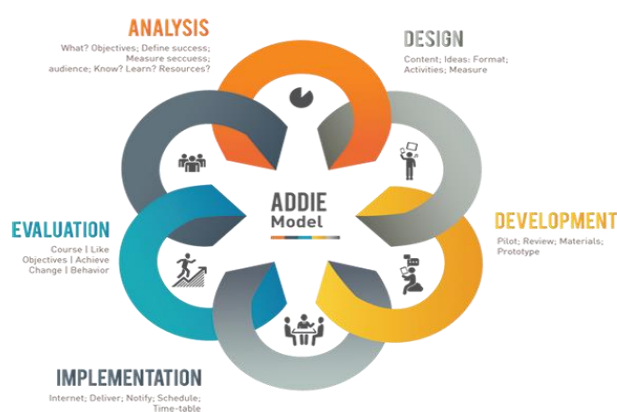 ANALYSIS
What? Objectives; Define success;
Measure seccuess;
audience; Know? Learn? Resources?
DESIGN
Content; Ideas: Format;
Activities; Measure
ADDIE
Model
EVALUATION
Course | Like
Objectives | Achieve
Change | Behavior
DEVELOPMENT
Pilot; Review; Materials;
Prototype
IMPLEMENTATION
Internet; Deliver; Notify; Schedule;
Time-table